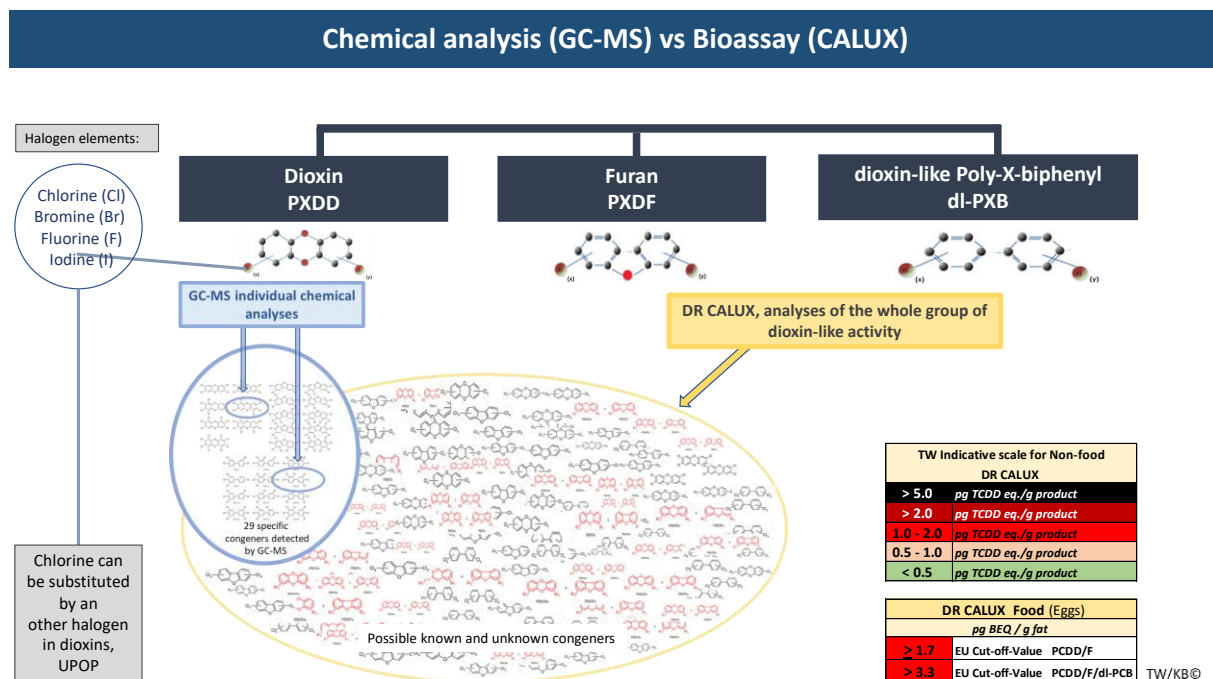 Chemical analysis (GC-MS) vs Bioassay (CALUX)
Halogen elements:
Chlorine (Cl)
Bromine (Br)
Fluorine (F)
Iodine (I)
Dioxin
PXDD
Furan
PXDF
dioxin-like Poly-X-biphenyl
dl-PXB
(x)
(y)
(x)
(y)
(x)
(y)
GC-MS individual chemical
analyses
DR CALUX, analyses of the whole group of
dioxin-like activity
29 specific
congeners detected
by GC-MS
Possible known and unknown congeners
Chlorine can
be substituted
by an
other halogen
in dioxins,
UPOP
TW Indicative scale for Non-food
DR CALUX
> 5.0 pg TCDD eq./g product
> 2.0 pg TCDD eq./g product
1.0 - 2.0 pg TCDD eq./g product
0.5 - 1.0 pg TCDD eq./g product
< 0.5 pg TCDD eq./g product
DR CALUX Food (Eggs)
pg BEQ / g fat
≥ 1.7 EU Cut-off-Value PCDD/F
≥ 3.3 EU Cut-off-Value PCDD/F/dl-PCB
TW/KB©